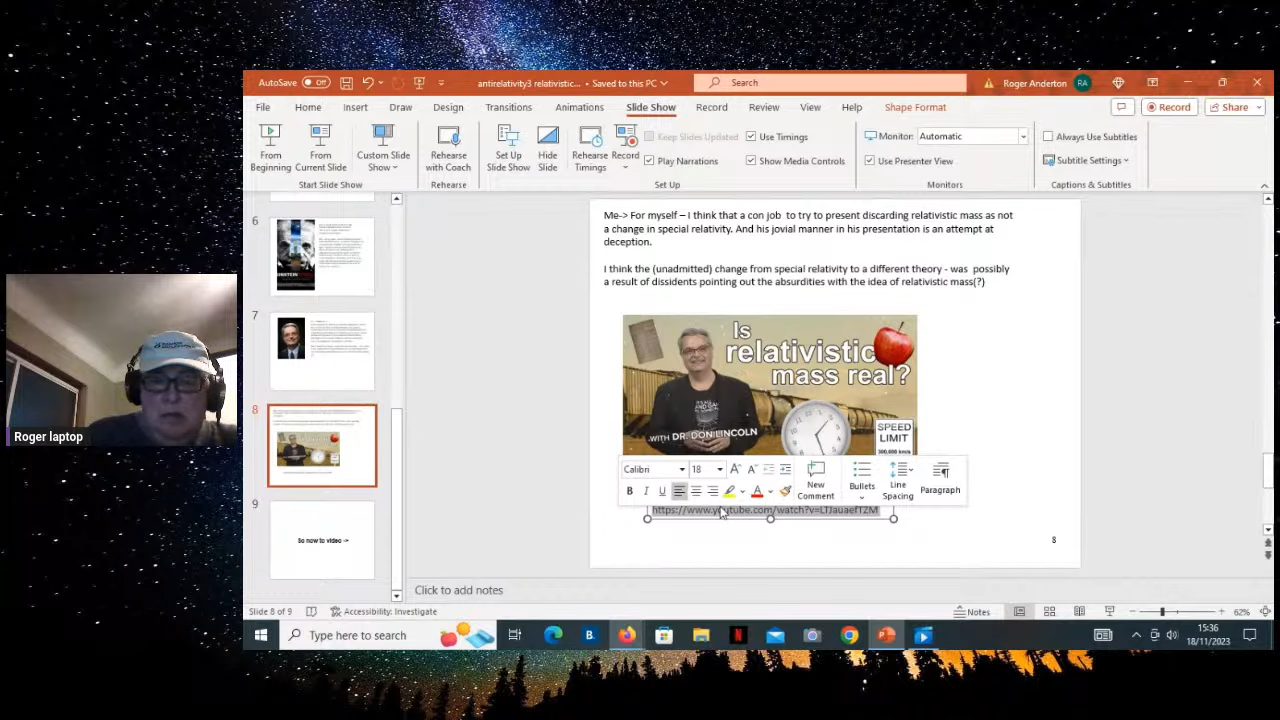 AutoSave Off
antirelativity3 relativistic... • Saved to this PC
Search
Roger Anderton RA
File Home Insert Draw Design Transitions Animations Slide Show Record Review View Help Shape Format
Record Share
From Beginning
From Current Slide
Custom Slide Show
Rehearse with Coach
Set Up Slide Show
Hide Slide
Rehearse Timings
Record
Keep Slides Updated
Use Timings
Play Narrations
Show Media Controls
Monitor: Automatic
Use Presenter View
Always Use Subtitles
Subtitle Settings
Start Slide Show Rehearse Set Up Monitors Captions & Subtitles
6
7
8
9
So now to video ->
Me-> For myself – I think that a con job to try to present discarding relativistic mass as not
a change in special relativity. And his jovial manner in his presentation is an attempt at
deception.
I think the (unadmitted) change from special relativity to a different theory - was possibly
a result of dissidents pointing out the absurdities with the idea of relativistic mass(?)
Is
relativistic
mass real?
WITH DR. DON LINCOLN
SPEED
LIMIT
300,000 km/s
Calibri 18
B I U A
New Comment
Bullets
Line Spacing
Paragraph
https://www.youtube.com/watch?v=LTJauaefTZM
8
Click to add notes
Slide 8 of 9
Accessibility: Investigate
Notes
62%
Type here to search
15:36
18/11/2023
Roger laptop